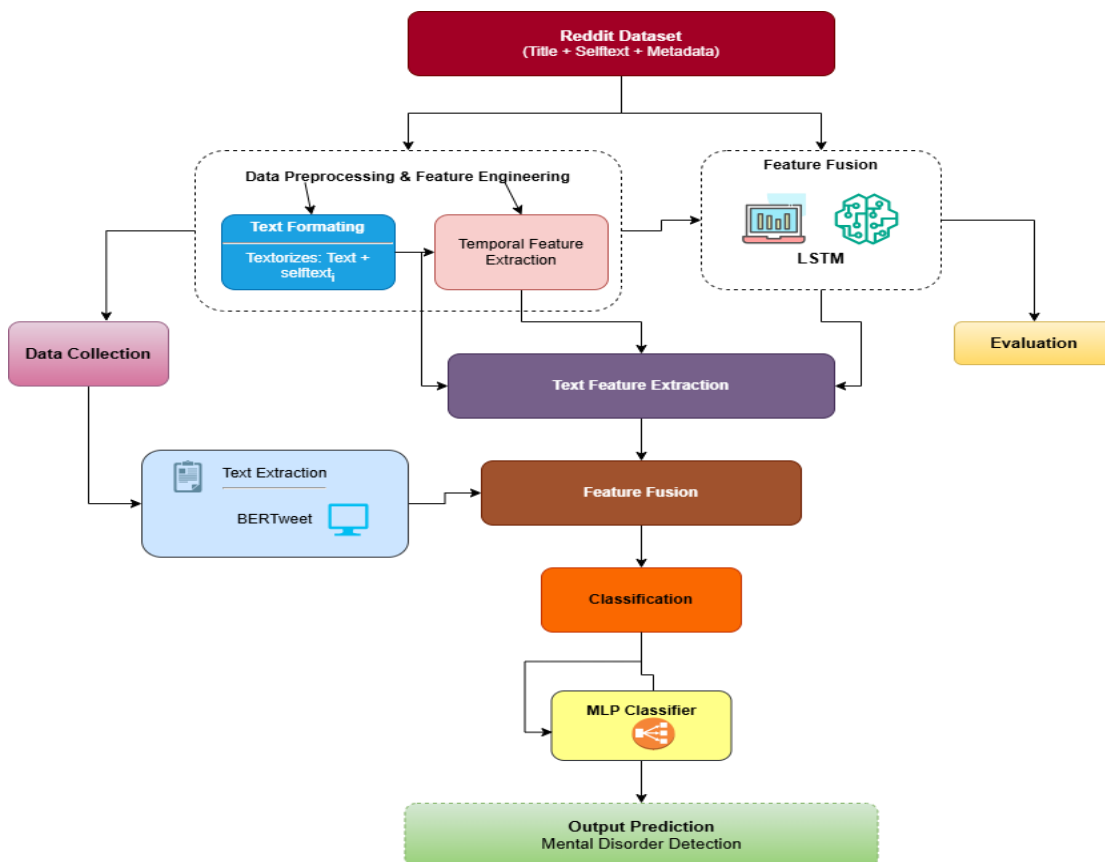 Reddit Dataset
(Title + Selftext + Metadata)
Data Preprocessing & Feature Engineering
Text Formating
Textorizes: Text +
selftexti
Temporal Feature
Extraction
Feature Fusion
LSTM
Data Collection
Evaluation
Text Feature Extraction
Text Extraction
BERTweet
Feature Fusion
Classification
MLP Classifier
Output Prediction
Mental Disorder Detection